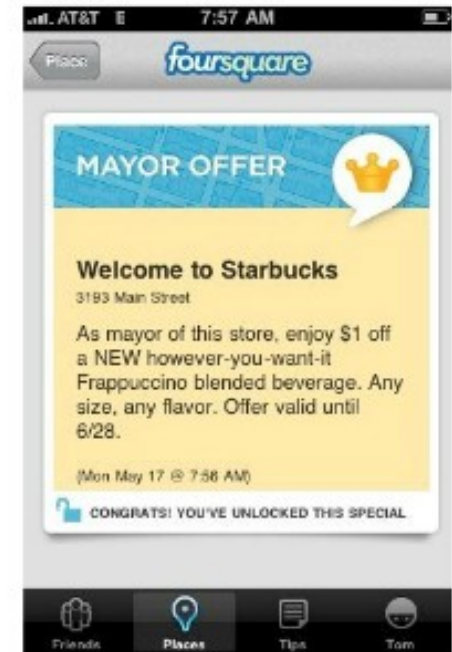 AT&T E 7:57 AM
Place foursquare
MAYOR OFFER
Welcome to Starbucks
3193 Main Street
As mayor of this store, enjoy $1 off
a NEW however-you-want-it
Frappuccino blended beverage. Any
size, any flavor. Offer valid until
6/28.
(Mon May 17 @ 7:56 AM)
CONGRATS! YOU'VE UNLOCKED THIS SPECIAL
Friends Places Tips Tom